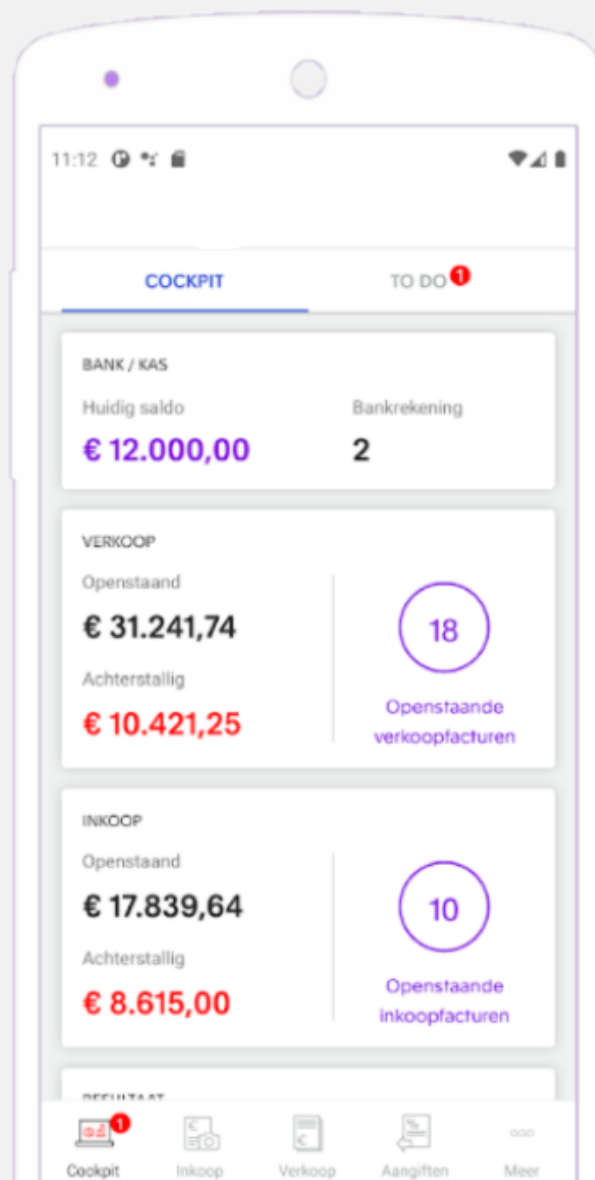 11:12
COCKPIT
TO DO 1
BANK / KAS
Huidig saldo
Bankrekening
€ 12.000,00
2
VERKOOP
Openstaand
€ 31.241,74
18
Achterstallig
€ 10.421,25
Openstaande
verkoopfacturen
INKOOP
Openstaand
€ 17.839,64
10
Achterstallig
€ 8.615,00
Openstaande
inkoopfacturen
RESULTAAT
1
Cockpit
Inkoop
Verkoop
Aangiften
Meer